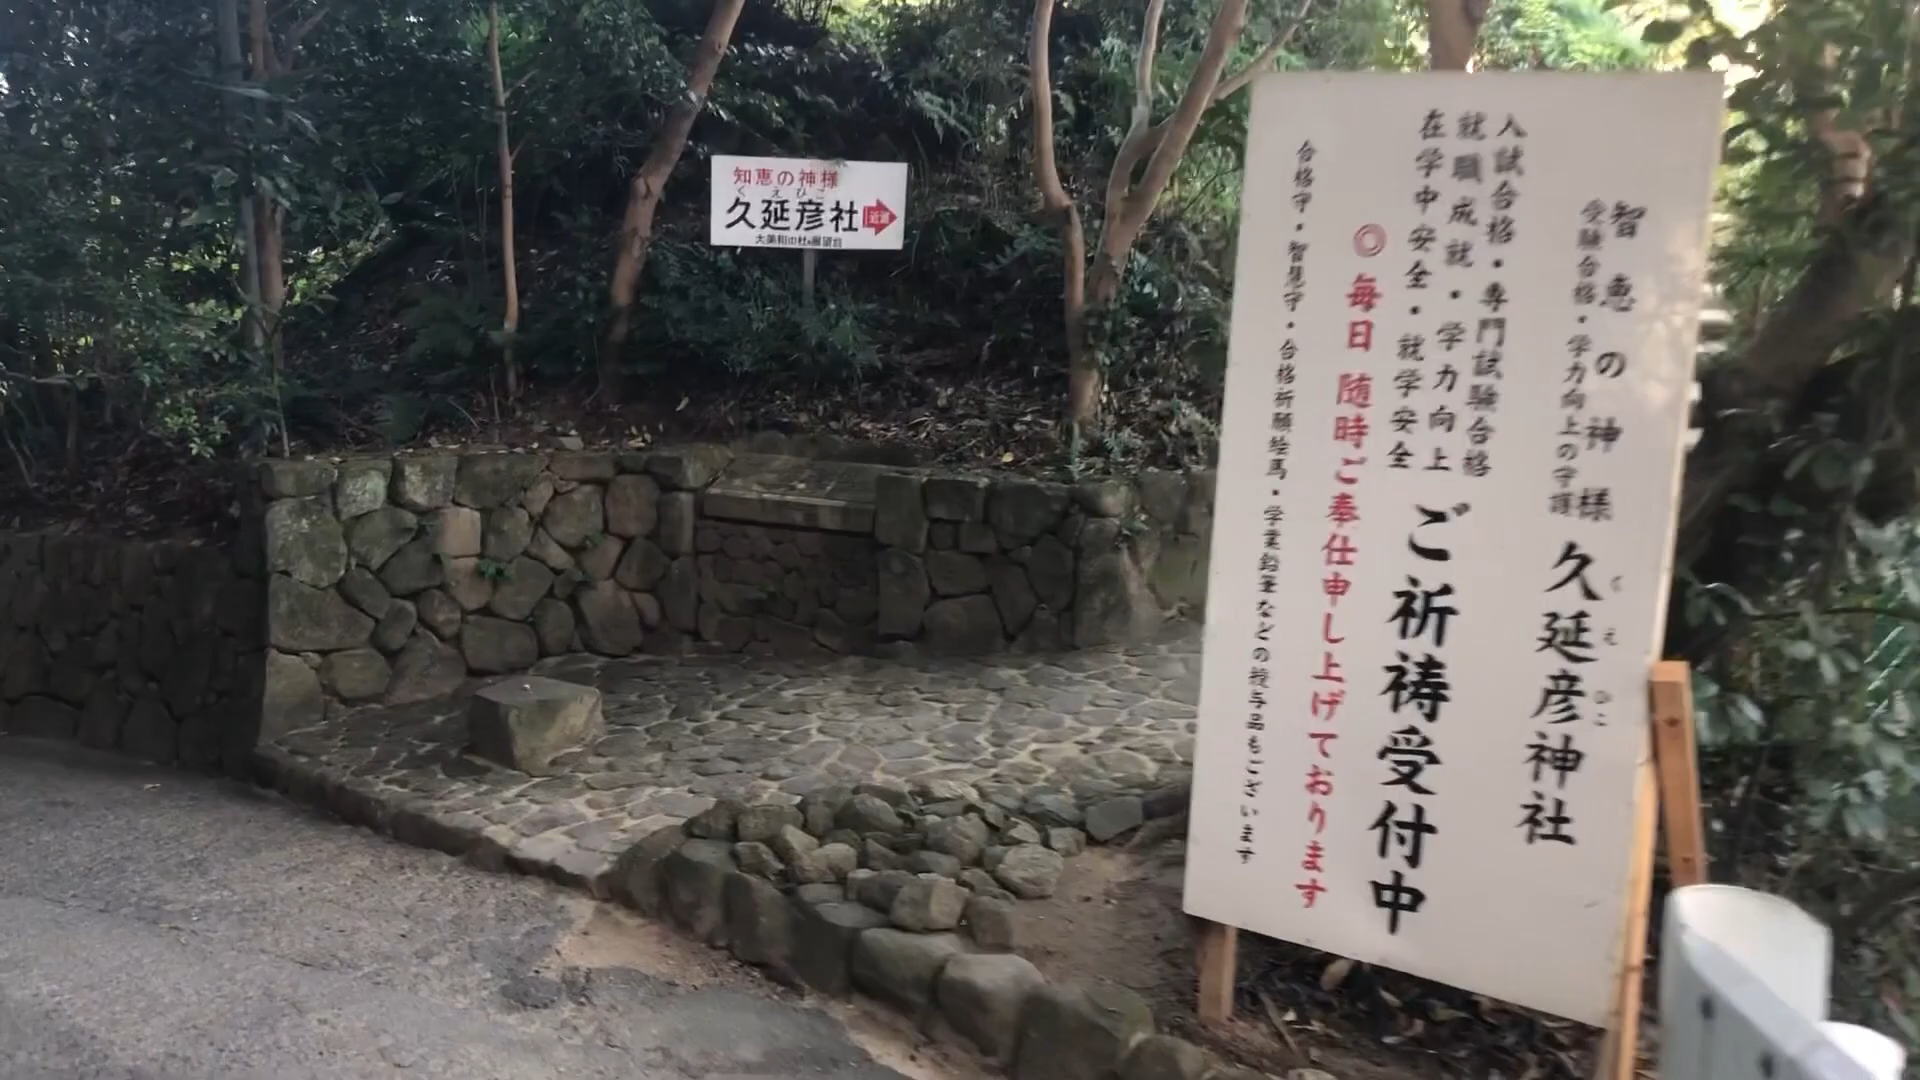 知恵の神様
くえひこ
久延彦社
近道
大美和の杜・展望台
智恵の神様
受験合格・学力向上の守護
久延彦神社
くえひこ
入試合格・専門試験合格
就職成就・学力向上
在学中安全・就学安全
ご祈祷受付中
◎毎日随時ご奉仕申し上げております
合格守・智慧守・合格祈願絵馬・学業鉛筆などの授与品もございます